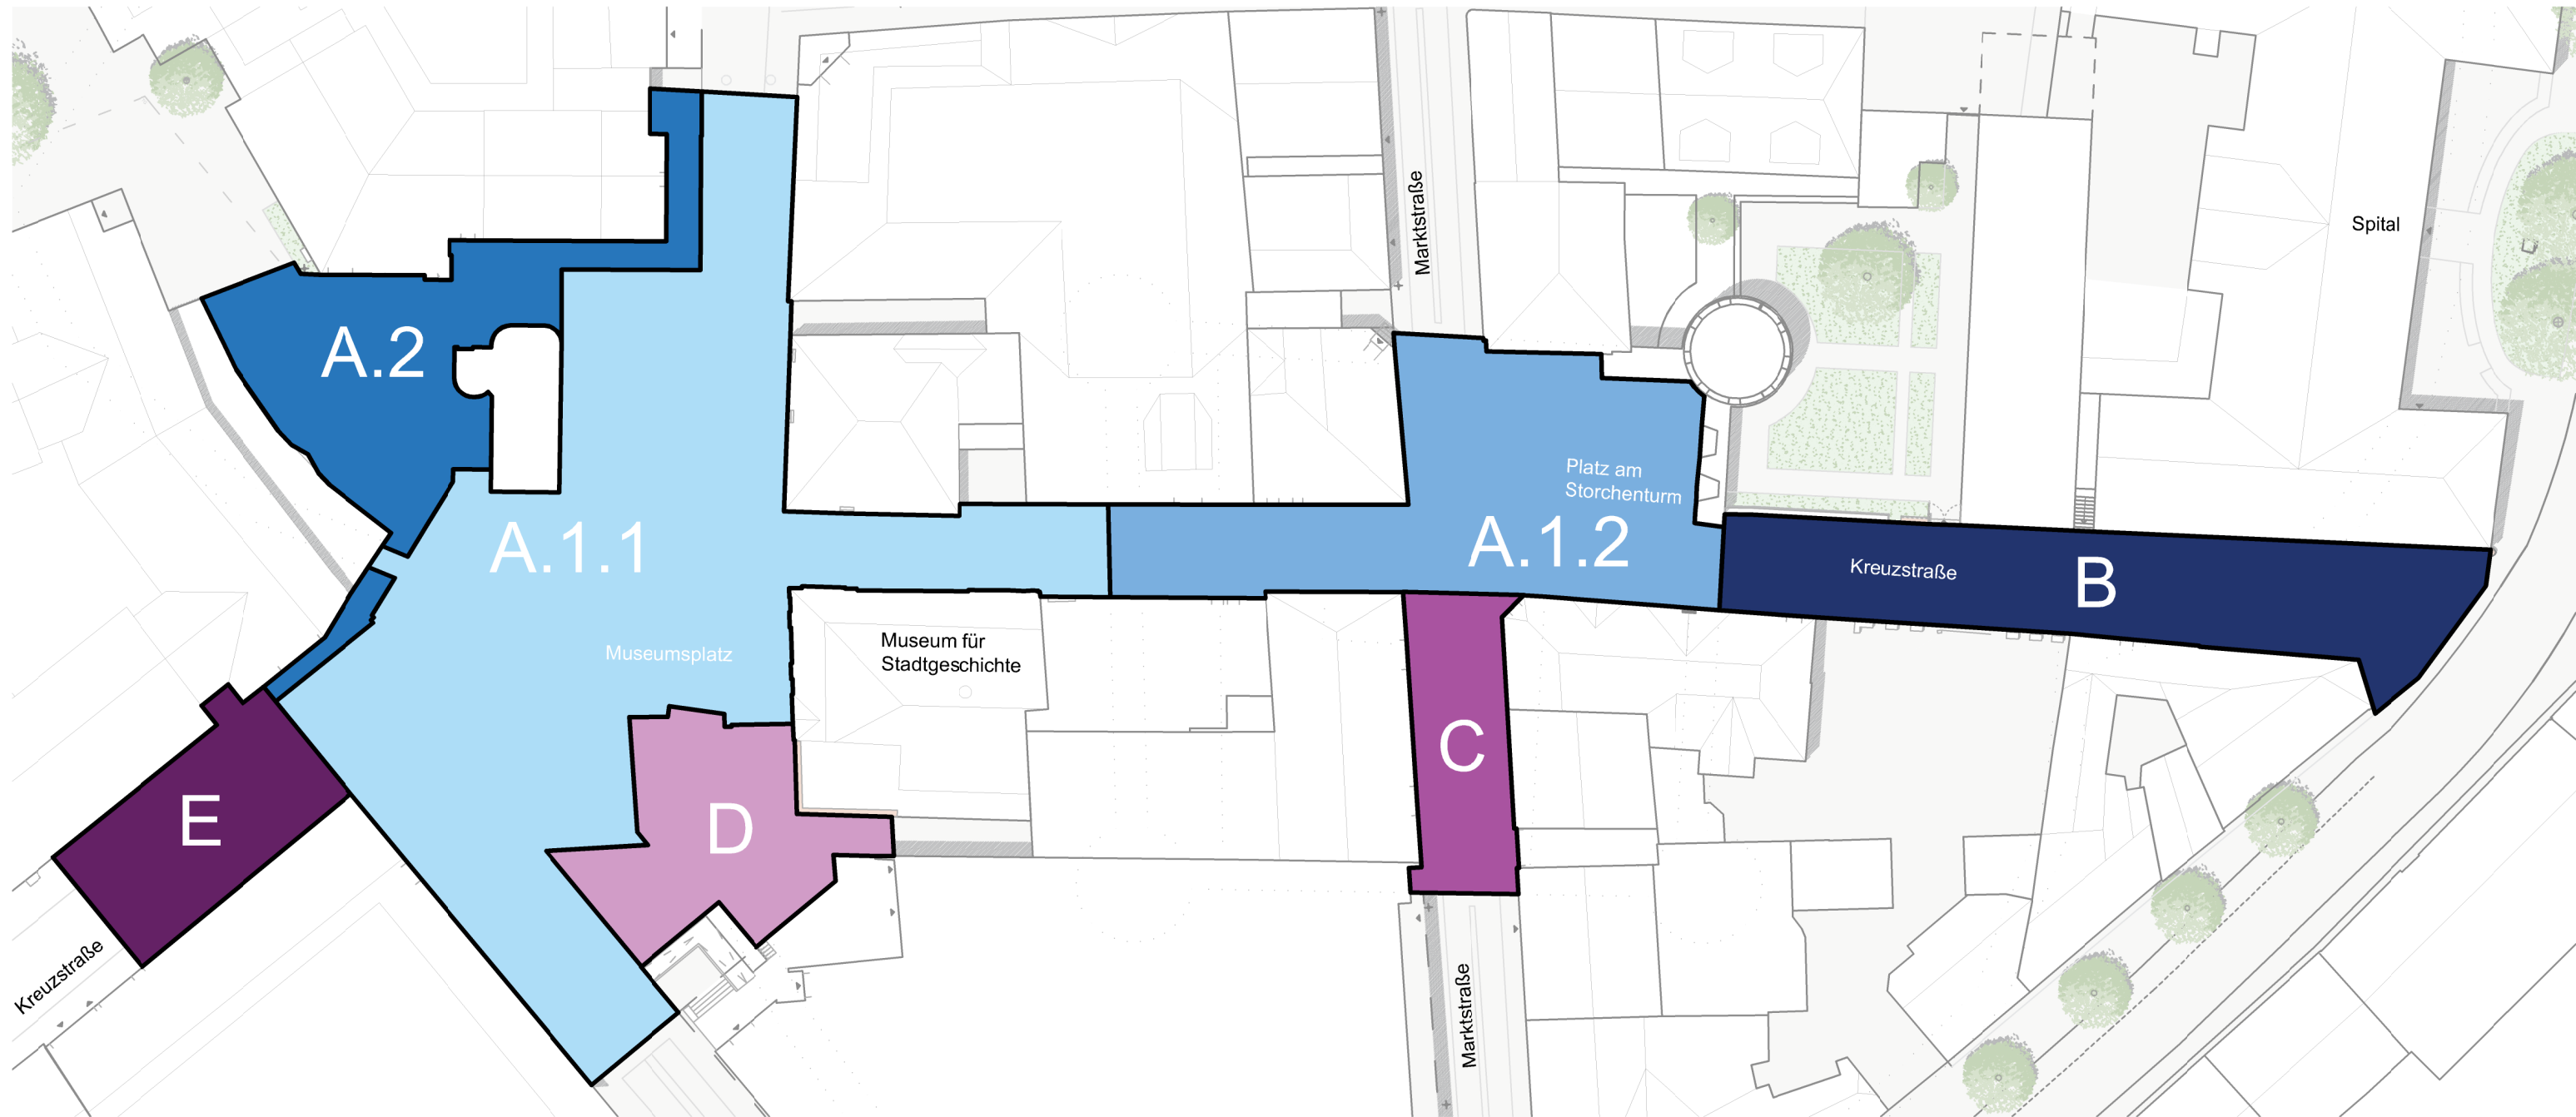 Marktstraße
Spital
A.2
Platz am
Storchenturm
A.1.1
A.1.2
Kreuzstraße
B
Museumsplatz
Museum für
Stadtgeschichte
C
E
D
Kreuzstraße
Marktstraße